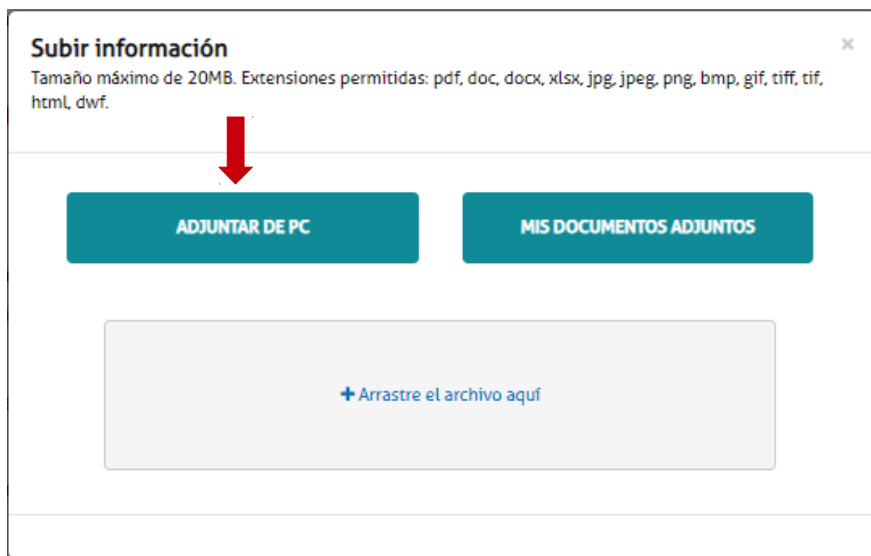 Subir información
×
Tamaño máximo de 20MB. Extensiones permitidas: pdf, doc, docx, xlsx, jpg, jpeg, png, bmp, gif, tiff, tif,
html, dwf.
ADJUNTAR DE PC
MIS DOCUMENTOS ADJUNTOS
+ Arrastre el archivo aquí